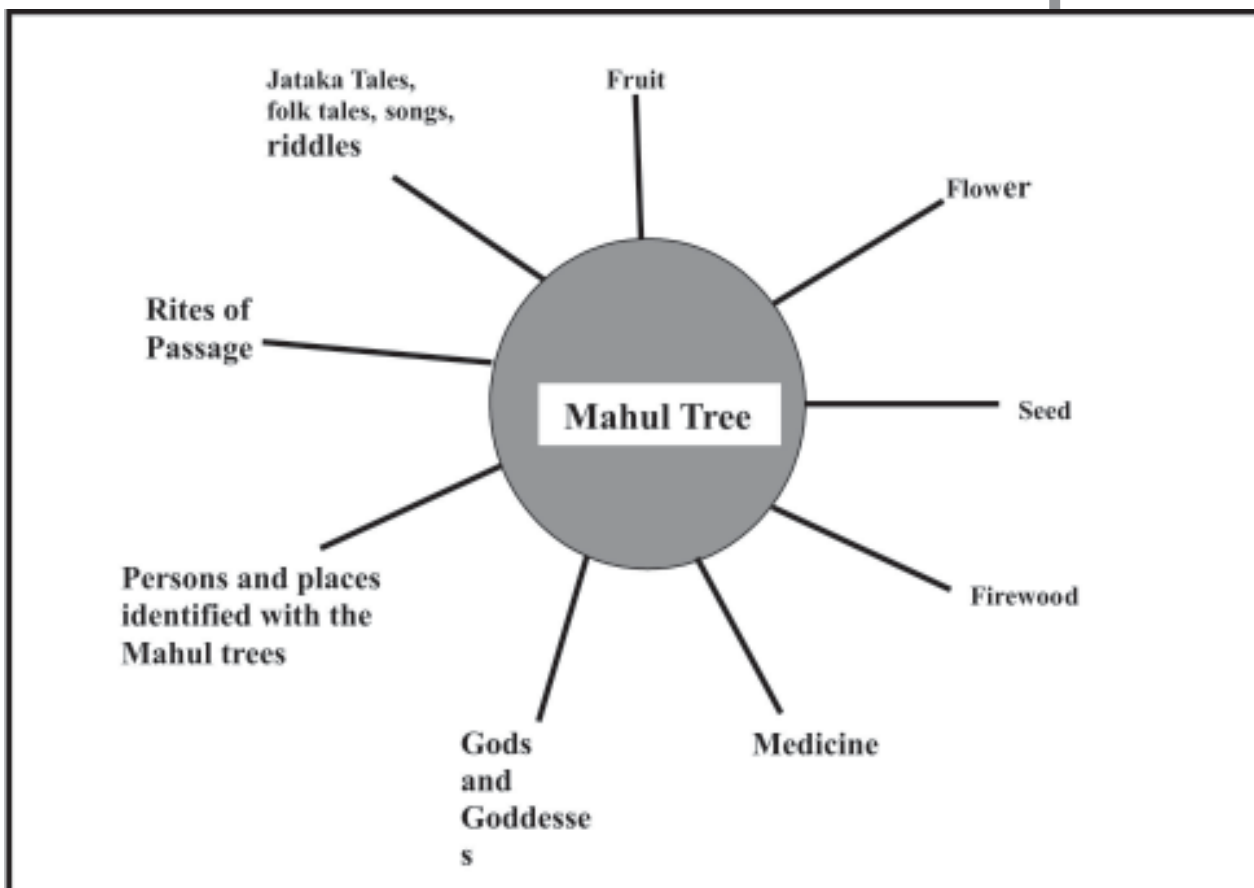 Jataka Tales,
folk tales, songs,
riddles
Fruit
Flower
Rites of
Passage
Mahul Tree
Seed
Persons and places
identified with the
Mahul trees
Firewood
Gods
and
Goddesse
s
Medicine